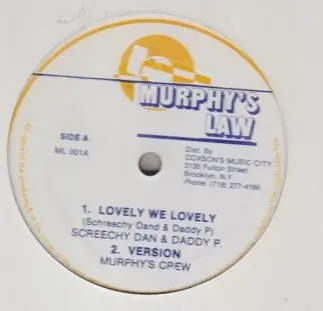 MURPHY'S
LAW
SIDE A
ML 001A
Dist. By
COXSON'S MUSIC CITY
3135 Fulton Street
Brooklyn, N.Y.
Phone: (718) 277-4166
1. LOVELY WE LOVELY
(Schreechy Dand & Daddy P)
SCREECHY DAN & DADDY P.
2. VERSION
MURPHY'S CREW